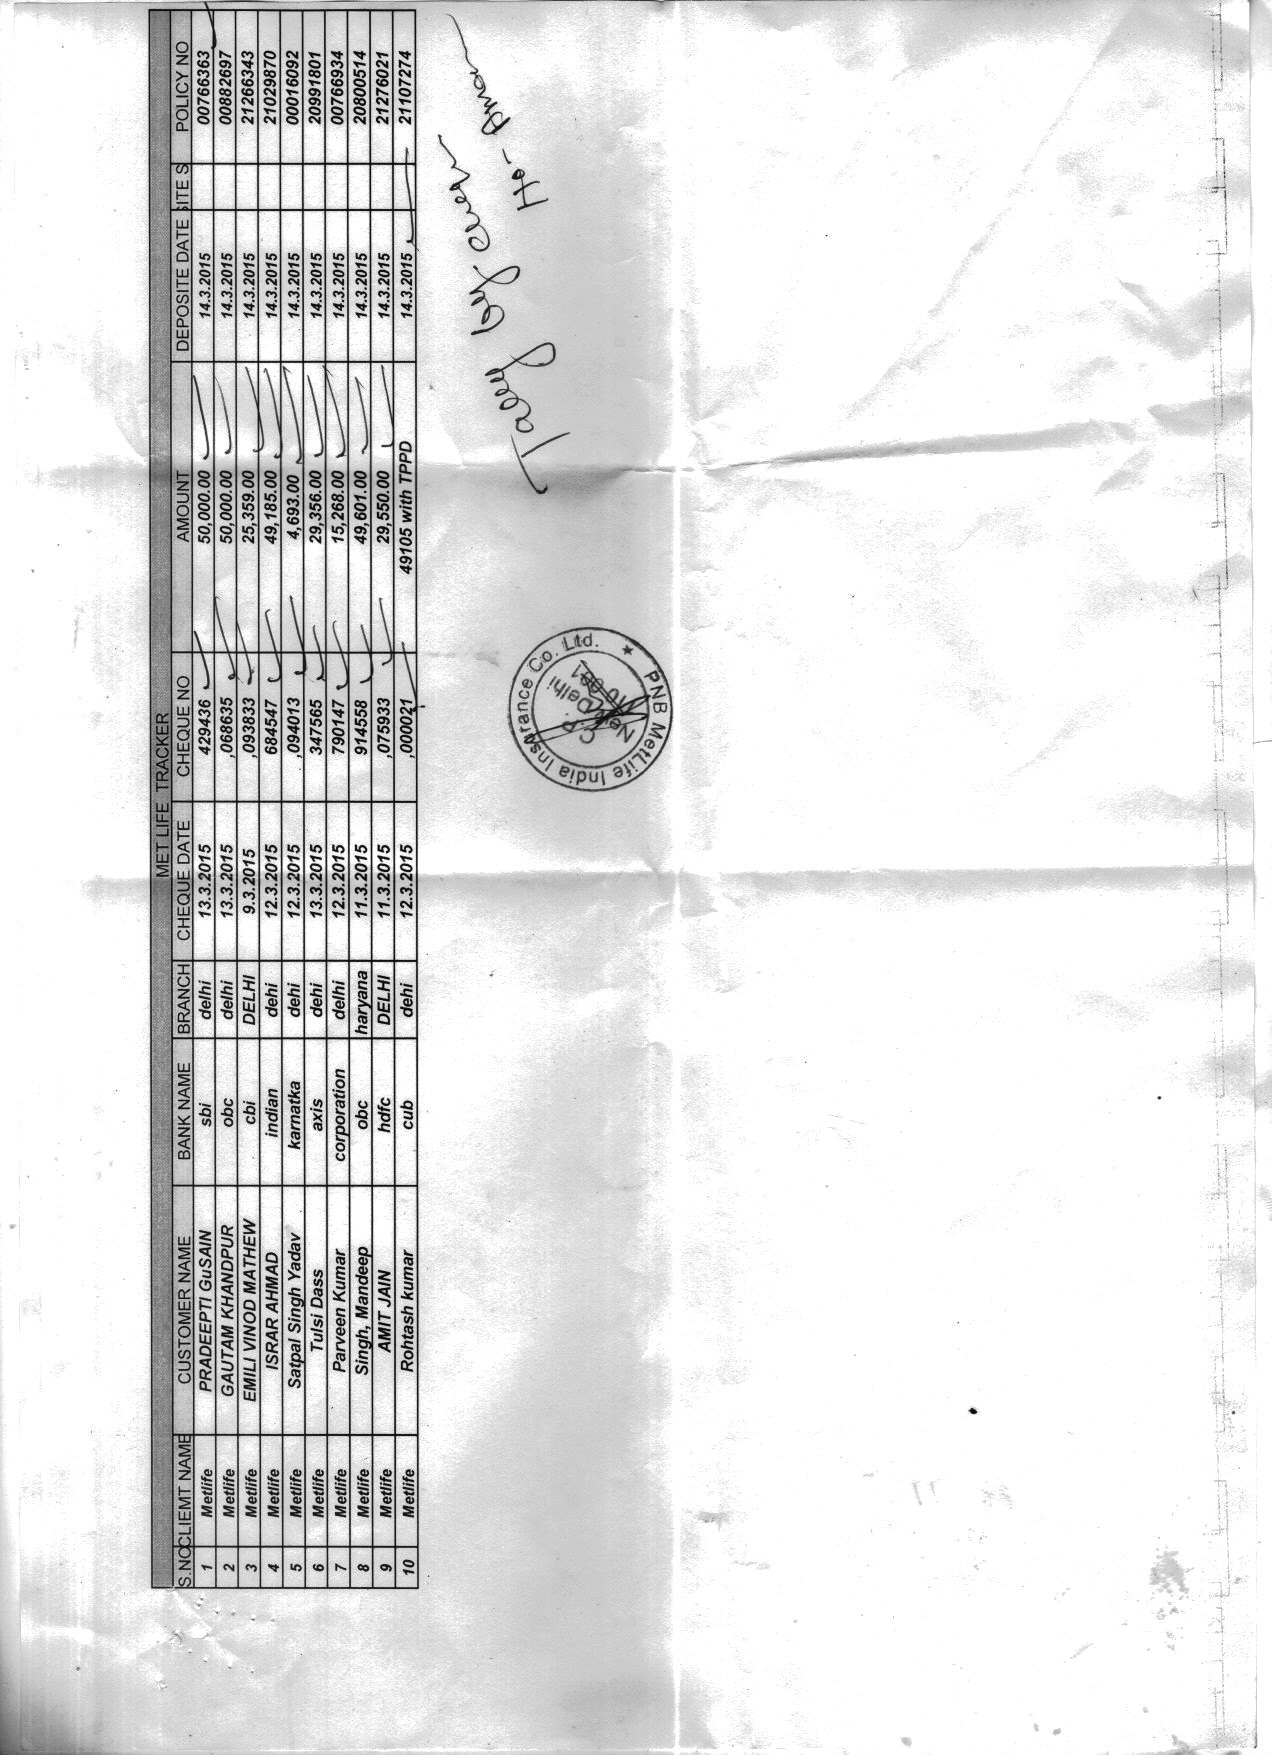 MET LIFE TRACKER
S.NO CLIEMT NAME CUSTOMER NAME BANK NAME BRANCH CHEQUE DATE CHEQUE NO AMOUNT DEPOSITE DATE SITE S POLICY NO
1 Metlife PRADEEPTI GuSAIN sbi delhi 13.3.2015 429436 50,000.00 14.3.2015 00766363
2 Metlife GAUTAM KHANDPUR obc delhi 13.3.2015 ,068635 50,000.00 14.3.2015 00882697
3 Metlife EMILI VINOD MATHEW cbi DELHI 9.3.2015 ,093833 25,359.00 14.3.2015 21266343
4 Metlife ISRAR AHMAD indian dehi 12.3.2015 684547 49,185.00 14.3.2015 21029870
5 Metlife Satpal Singh Yadav karnatka dehi 12.3.2015 ,094013 4,693.00 14.3.2015 00016092
6 Metlife Tulsi Dass axis dehi 13.3.2015 347565 29,356.00 14.3.2015 20991801
7 Metlife Parveen Kumar corporation delhi 12.3.2015 790147 15,268.00 14.3.2015 00766934
8 Metlife Singh, Mandeep obc haryana 11.3.2015 914558 49,601.00 14.3.2015 20800514
9 Metlife AMIT JAIN hdfc DELHI 11.3.2015 ,075933 29,550.00 14.3.2015 21276021
10 Metlife Rohtash kumar cub dehi 12.3.2015 ,000021 49105 with TPPD 14.3.2015 21107274
PNB MetLife India Insurance Co. Ltd.
C. P.
New Delhi